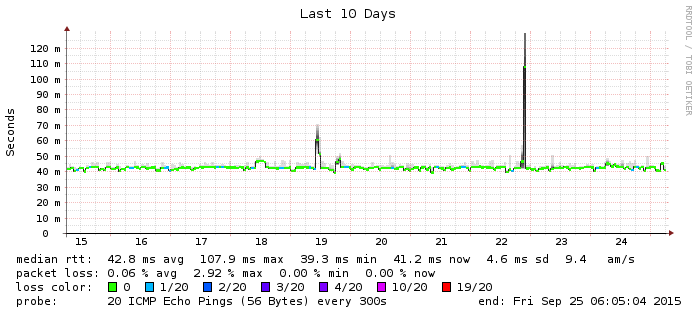 Last 10 Days
RRDTOOL / TOBI OETIKER
Seconds
120 m
110 m
100 m
90 m
80 m
70 m
60 m
50 m
40 m
30 m
20 m
10 m
0
15 16 17 18 19 20 21 22 23 24
median rtt: 42.8 ms avg 107.9 ms max 39.3 ms min 41.2 ms now 4.6 ms sd 9.4 am/s
packet loss: 0.06 % avg 2.92 % max 0.00 % min 0.00 % now
loss color: 0 1/20 2/20 3/20 4/20 10/20 19/20
probe: 20 ICMP Echo Pings (56 Bytes) every 300s end: Fri Sep 25 06:05:04 2015